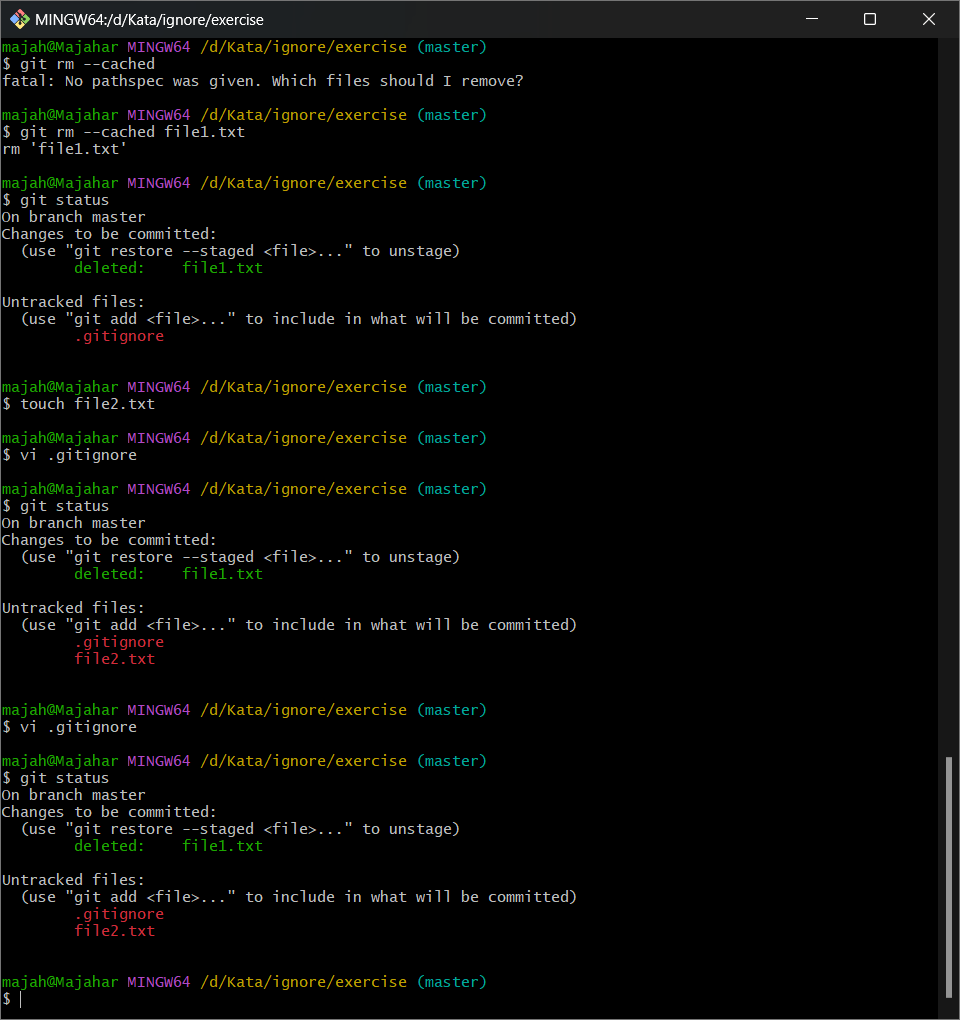 MINGW64:/d/Kata/ignore/exercise
majah@Majahar MINGW64 /d/Kata/ignore/exercise (master)
$ git rm --cached
fatal: No pathspec was given. Which files should I remove?
majah@Majahar MINGW64 /d/Kata/ignore/exercise (master)
$ git rm --cached file1.txt
rm 'file1.txt'
majah@Majahar MINGW64 /d/Kata/ignore/exercise (master)
$ git status
On branch master
Changes to be committed:
  (use "git restore --staged <file>..." to unstage)
        deleted:    file1.txt
Untracked files:
  (use "git add <file>..." to include in what will be committed)
        .gitignore
majah@Majahar MINGW64 /d/Kata/ignore/exercise (master)
$ touch file2.txt
majah@Majahar MINGW64 /d/Kata/ignore/exercise (master)
$ vi .gitignore
majah@Majahar MINGW64 /d/Kata/ignore/exercise (master)
$ git status
On branch master
Changes to be committed:
  (use "git restore --staged <file>..." to unstage)
        deleted:    file1.txt
Untracked files:
  (use "git add <file>..." to include in what will be committed)
        .gitignore
        file2.txt
majah@Majahar MINGW64 /d/Kata/ignore/exercise (master)
$ vi .gitignore
majah@Majahar MINGW64 /d/Kata/ignore/exercise (master)
$ git status
On branch master
Changes to be committed:
  (use "git restore --staged <file>..." to unstage)
        deleted:    file1.txt
Untracked files:
  (use "git add <file>..." to include in what will be committed)
        .gitignore
        file2.txt
majah@Majahar MINGW64 /d/Kata/ignore/exercise (master)
$